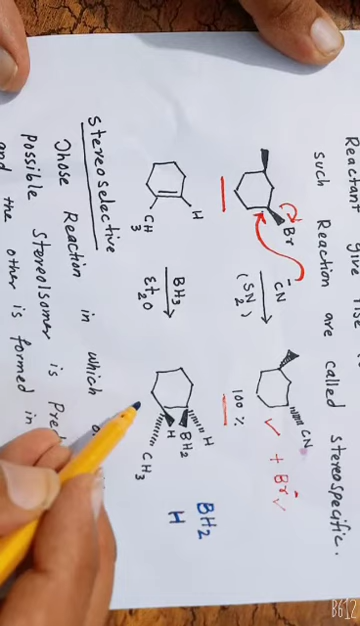 Reactant give rise
such Reaction are called stereospecific.
Br
CN⁻
(SN2)
CN
+ Br⁻
100 %
H
CH3
BH3
Et2O
H
BH2
H
CH3
BH2
H
Stereoselective
Those Reaction in which
possible Stereoisomer is
and the other is formed in
B612